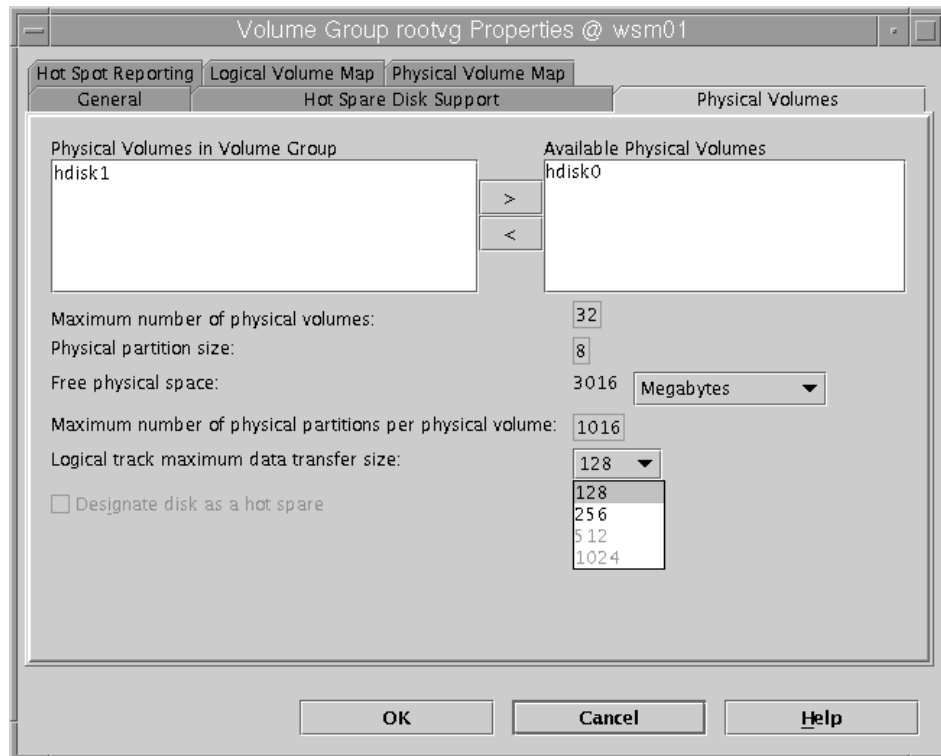 Volume Group rootvg Properties @ wsm01
Hot Spot Reporting Logical Volume Map Physical Volume Map
General Hot Spare Disk Support Physical Volumes
Physical Volumes in Volume Group Available Physical Volumes
hdisk1 hdisk0
>
<
Maximum number of physical volumes: 32
Physical partition size: 8
Free physical space: 3016 Megabytes
Maximum number of physical partitions per physical volume: 1016
Logical track maximum data transfer size: 128
128
256
512
1024
Designate disk as a hot spare
OK Cancel Help